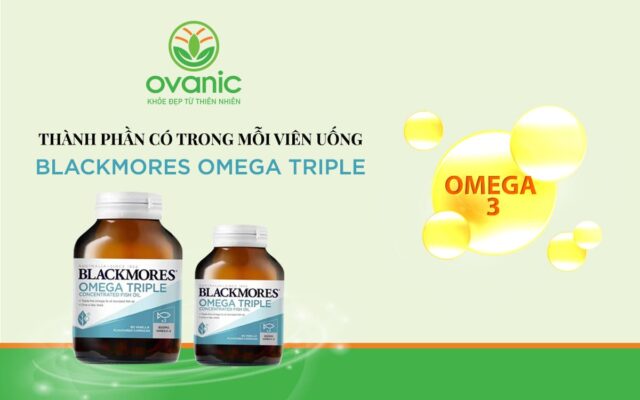 ovanic
KHỎE ĐẸP TỪ THIÊN NHIÊN
THÀNH PHẦN CÓ TRONG MỖI VIÊN UỐNG
BLACKMORES OMEGA TRIPLE
OMEGA
3
BLACKMORES
OMEGA TRIPLE
CONCENTRATED FISH OIL
BLACKMORES
OMEGA TRIPLE
CONCENTRATED FISH OIL